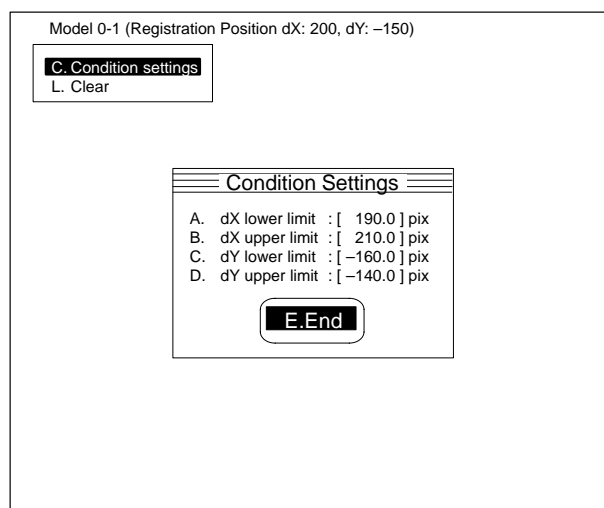 Model 0-1 (Registration Position dX: 200, dY: –150)
C. Condition settings
L. Clear
Condition Settings
A. dX lower limit : [ 190.0 ] pix
B. dX upper limit : [ 210.0 ] pix
C. dY lower limit : [ –160.0 ] pix
D. dY upper limit : [ –140.0 ] pix
E.End